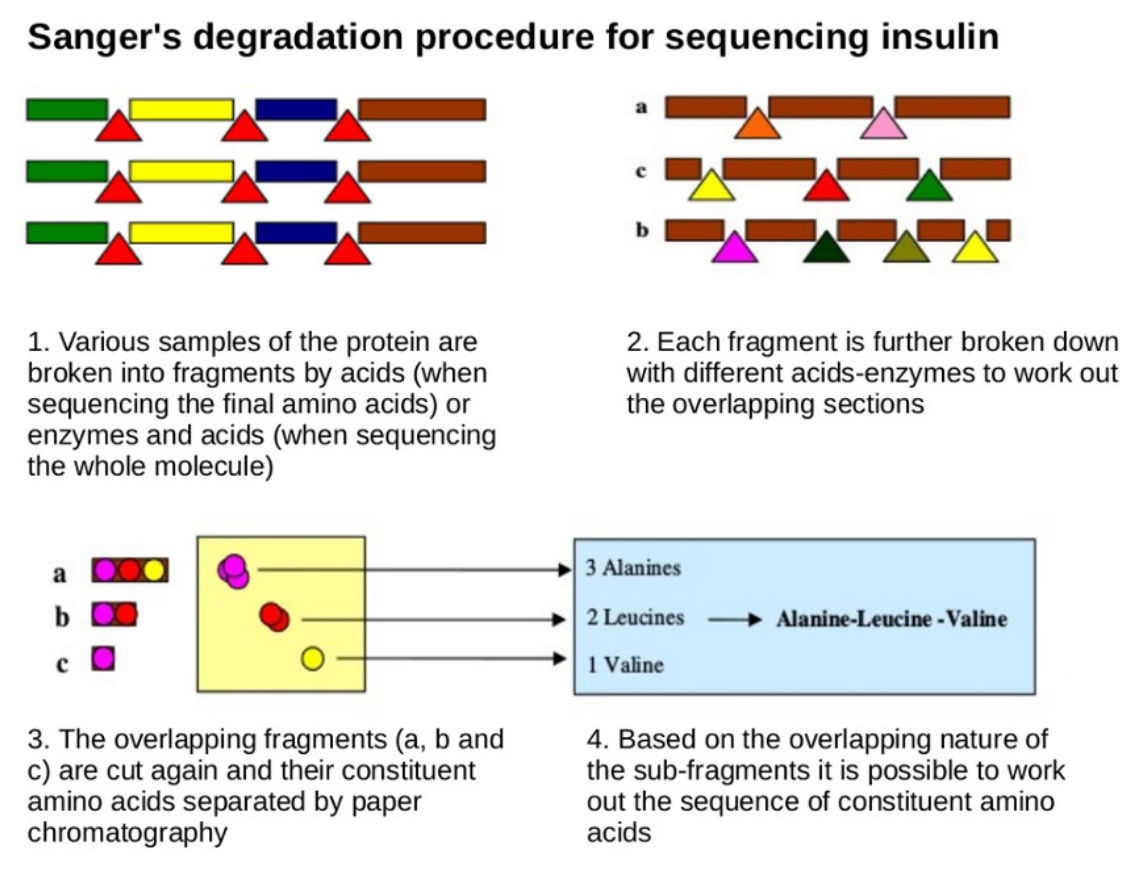 Sanger's degradation procedure for sequencing insulin
a
c
b
1. Various samples of the protein are
broken into fragments by acids (when
sequencing the final amino acids) or
enzymes and acids (when sequencing
the whole molecule)
2. Each fragment is further broken down
with different acids-enzymes to work out
the overlapping sections
a
b
c
3 Alanines
2 Leucines
Alanine-Leucine -Valine
1 Valine
3. The overlapping fragments (a, b and
c) are cut again and their constituent
amino acids separated by paper
chromatography
4. Based on the overlapping nature of
the sub-fragments it is possible to work
out the sequence of constituent amino
acids